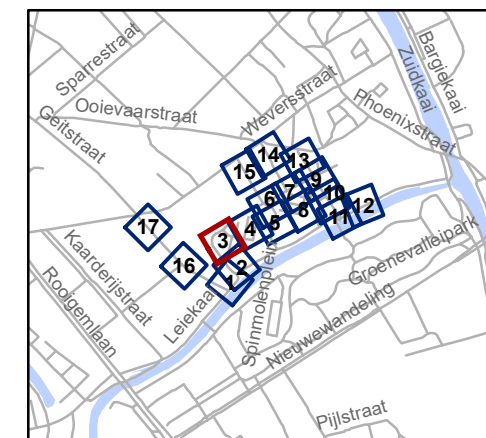 Sparrestraat
Bargiekaai
Zuidkaai
Weversstraat
Phoenixstraat
Ooievaarstraat
Geitstraat
14
13
15
9
7
10
6
8
12
11
5
4
17
3
16
2
1
Kaarderijstraat
Groenevalleipark
Rooigemlaan
Leiekaai
Spinmolenplein
Nieuwewandeling
Pijlstraat